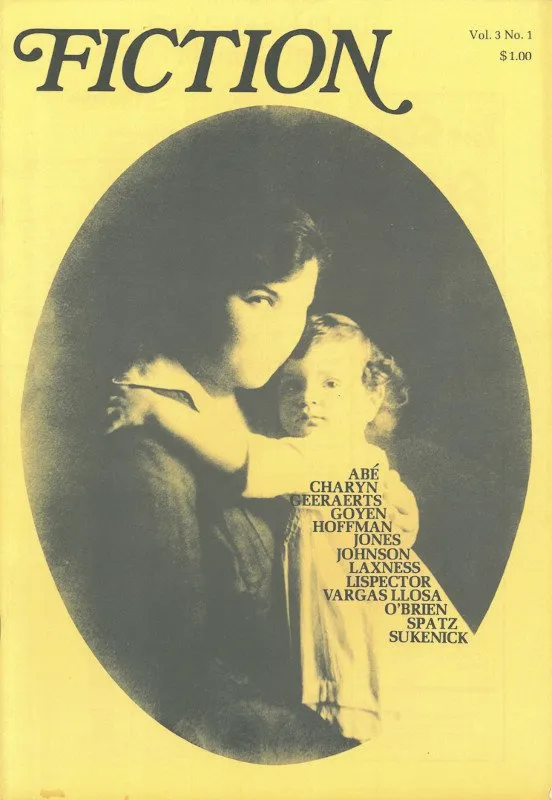 FICTION
Vol. 3 No. 1
$1.00
ABÉ
CHARYN
GEERAERTS
GOYEN
HOFFMAN
JONES
JOHNSON
LAXNESS
LISPECTOR
VARGAS LLOSA
O'BRIEN
SPATZ
SUKENICK